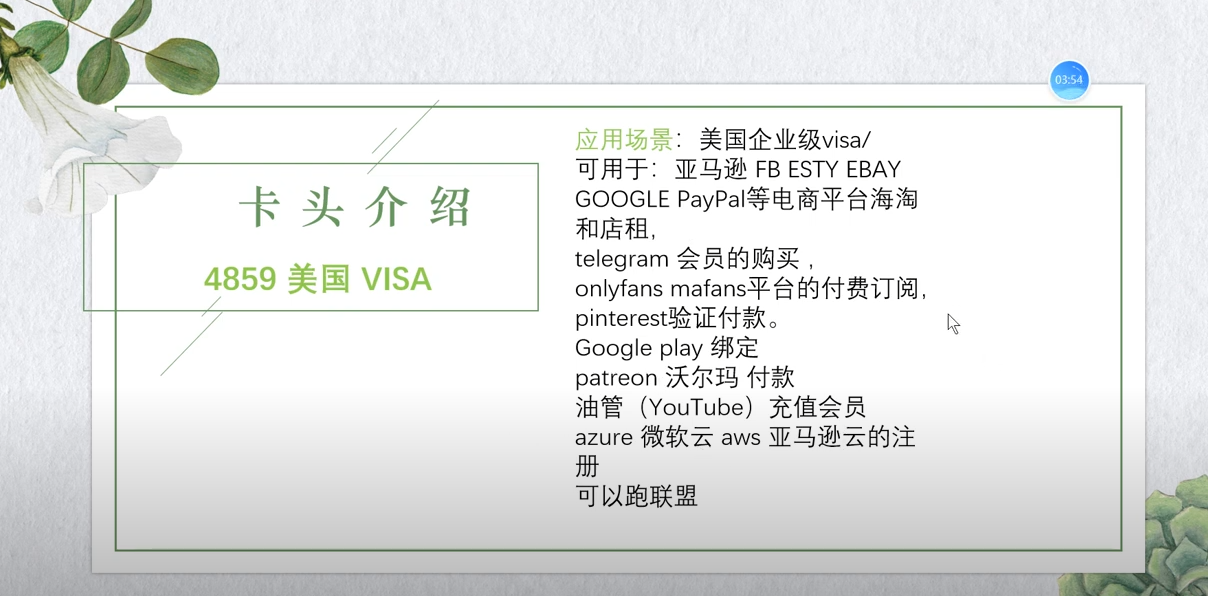 03:54
卡头介绍
4859 美国 VISA
应用场景：美国企业级visa/
可用于：亚马逊 FB ESTY EBAY
GOOGLE PayPal等电商平台海淘
和店租,
telegram 会员的购买 ,
onlyfans mafans平台的付费订阅,
pinterest验证付款。
Google play 绑定
patreon 沃尔玛 付款
油管（YouTube）充值会员
azure 微软云 aws 亚马逊云的注
册
可以跑联盟